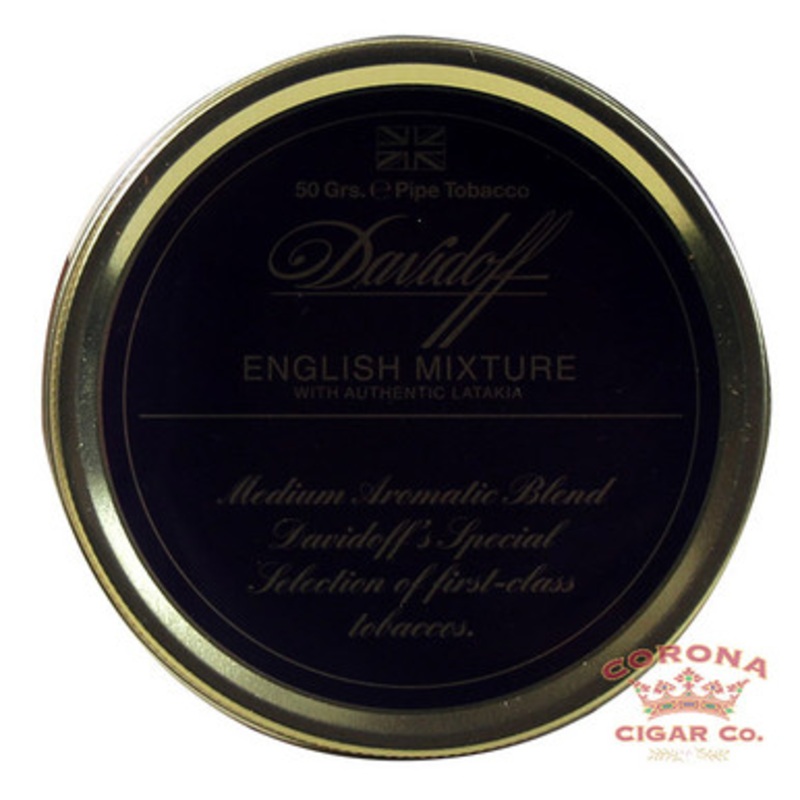 50 Grs. ℮ Pipe Tobacco
Davidoff
ENGLISH MIXTURE
WITH AUTHENTIC LATAKIA
Medium Aromatic Blend
Davidoff's Special
Selection of first-class
tobaccos.
CORONA
CIGAR Co.